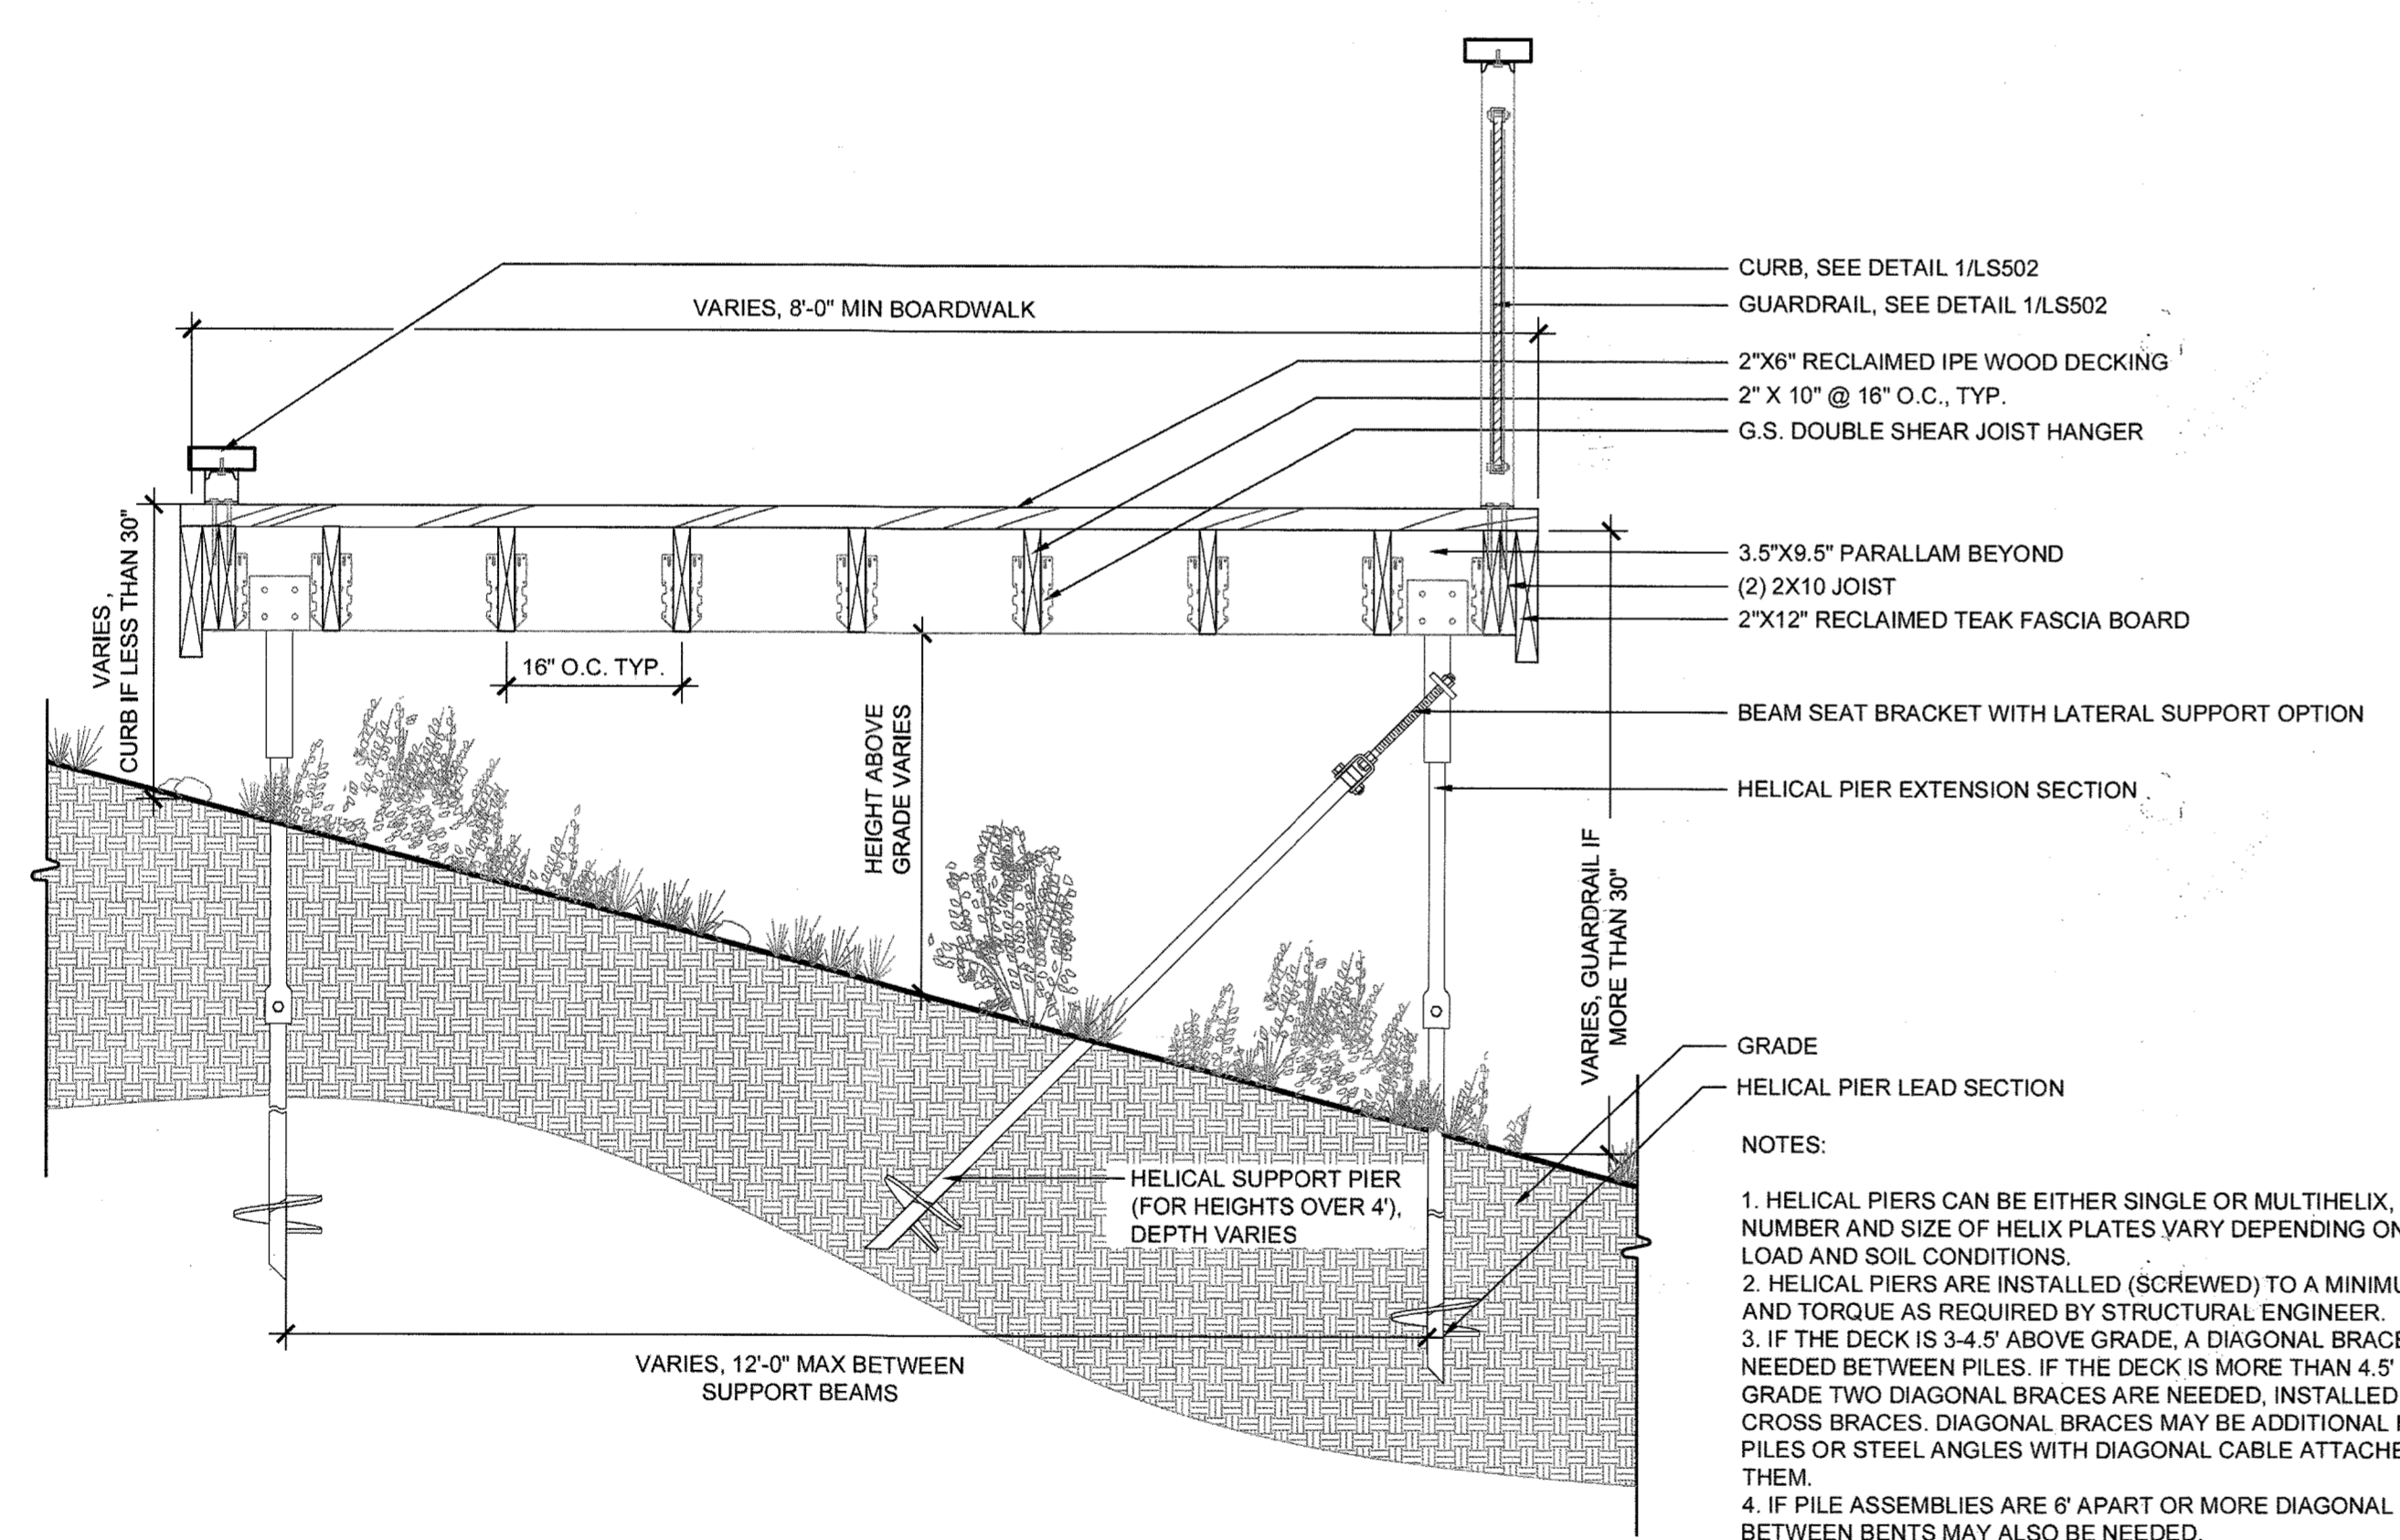 CURB, SEE DETAIL 1/LS502
GUARDRAIL, SEE DETAIL 1/LS502
VARIES, 8'-0" MIN BOARDWALK
2"X6" RECLAIMED IPE WOOD DECKING
2" X 10" @ 16" O.C., TYP.
G.S. DOUBLE SHEAR JOIST HANGER
VARIES ,
CURB IF LESS THAN 30"
3.5"X9.5" PARALLAM BEYOND
(2) 2X10 JOIST
2"X12" RECLAIMED TEAK FASCIA BOARD
16" O.C. TYP.
HEIGHT ABOVE
GRADE VARIES
BEAM SEAT BRACKET WITH LATERAL SUPPORT OPTION
HELICAL PIER EXTENSION SECTION
VARIES, GUARDRAIL IF
MORE THAN 30"
GRADE
HELICAL PIER LEAD SECTION
HELICAL SUPPORT PIER
(FOR HEIGHTS OVER 4'),
DEPTH VARIES
VARIES, 12'-0" MAX BETWEEN
SUPPORT BEAMS
NOTES:
1. HELICAL PIERS CAN BE EITHER SINGLE OR MULTIHELIX,
NUMBER AND SIZE OF HELIX PLATES VARY DEPENDING ON
LOAD AND SOIL CONDITIONS.
2. HELICAL PIERS ARE INSTALLED (SCREWED) TO A MINIMU
AND TORQUE AS REQUIRED BY STRUCTURAL ENGINEER.
3. IF THE DECK IS 3-4.5' ABOVE GRADE, A DIAGONAL BRACE
NEEDED BETWEEN PILES. IF THE DECK IS MORE THAN 4.5'
GRADE TWO DIAGONAL BRACES ARE NEEDED, INSTALLED
CROSS BRACES. DIAGONAL BRACES MAY BE ADDITIONAL
PILES OR STEEL ANGLES WITH DIAGONAL CABLE ATTACHE
THEM.
4. IF PILE ASSEMBLIES ARE 6' APART OR MORE DIAGONAL
BETWEEN BENTS MAY ALSO BE NEEDED.